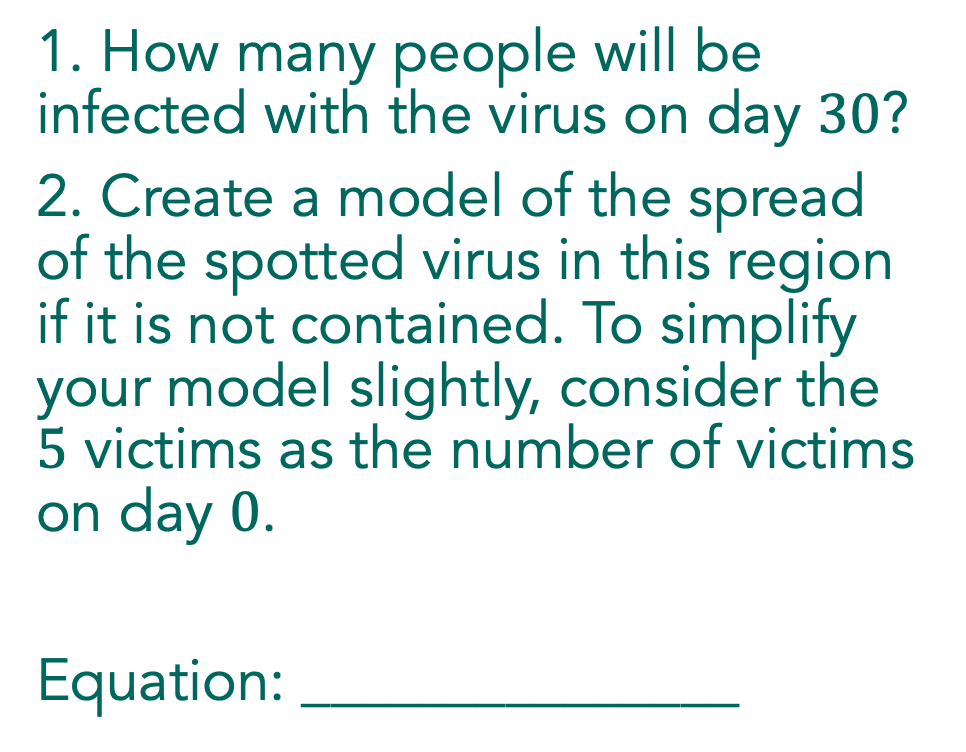 1. How many people will be
infected with the virus on day 30?
2. Create a model of the spread
of the spotted virus in this region
if it is not contained. To simplify
your model slightly, consider the
5 victims as the number of victims
on day 0.
Equation: _______________